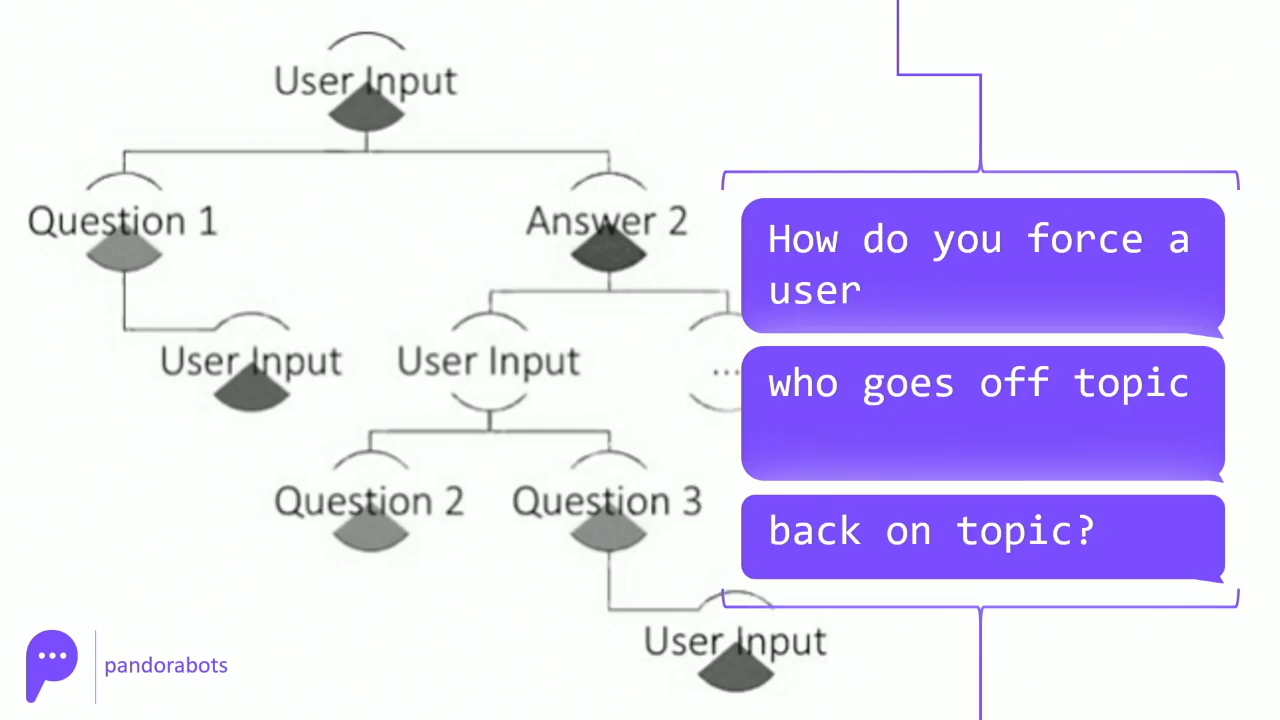 User Input
Question 1
Answer 2
User Input
User Input
...
Question 2
Question 3
User Input
How do you force a
user
who goes off topic
back on topic?
pandorabots